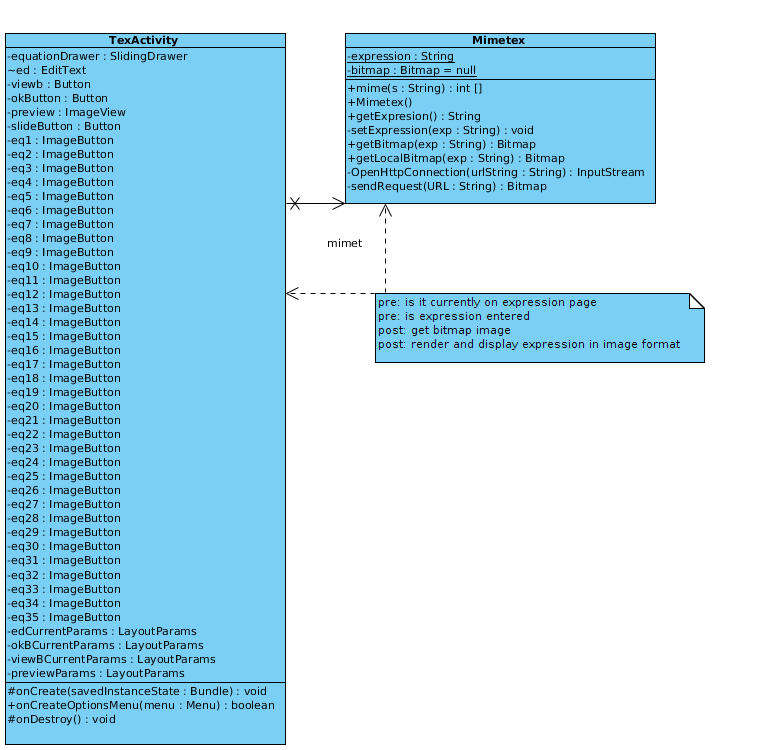 TexActivity
-equationDrawer : SlidingDrawer
~ed : EditText
-viewb : Button
-okButton : Button
-preview : ImageView
-slideButton : Button
-eq1 : ImageButton
-eq2 : ImageButton
-eq3 : ImageButton
-eq4 : ImageButton
-eq5 : ImageButton
-eq6 : ImageButton
-eq7 : ImageButton
-eq8 : ImageButton
-eq9 : ImageButton
-eq10 : ImageButton
-eq11 : ImageButton
-eq12 : ImageButton
-eq13 : ImageButton
-eq14 : ImageButton
-eq15 : ImageButton
-eq16 : ImageButton
-eq17 : ImageButton
-eq18 : ImageButton
-eq19 : ImageButton
-eq20 : ImageButton
-eq21 : ImageButton
-eq22 : ImageButton
-eq23 : ImageButton
-eq24 : ImageButton
-eq25 : ImageButton
-eq26 : ImageButton
-eq27 : ImageButton
-eq28 : ImageButton
-eq29 : ImageButton
-eq30 : ImageButton
-eq31 : ImageButton
-eq32 : ImageButton
-eq33 : ImageButton
-eq34 : ImageButton
-eq35 : ImageButton
-edCurrentParams : LayoutParams
-okBCurrentParams : LayoutParams
-viewBCurrentParams : LayoutParams
-previewParams : LayoutParams
#onCreate(savedInstanceState : Bundle) : void
+onCreateOptionsMenu(menu : Menu) : boolean
#onDestroy() : void
Mimetex
-expression : String
-bitmap : Bitmap = null
+mime(s : String) : int []
+Mimetex()
+getExpresion() : String
-setExpression(exp : String) : void
+getBitmap(exp : String) : Bitmap
+getLocalBitmap(exp : String) : Bitmap
-OpenHttpConnection(urlString : String) : InputStream
-sendRequest(URL : String) : Bitmap
mimet
pre: is it currently on expression page
pre: is expression entered
post: get bitmap image
post: render and display expression in image format